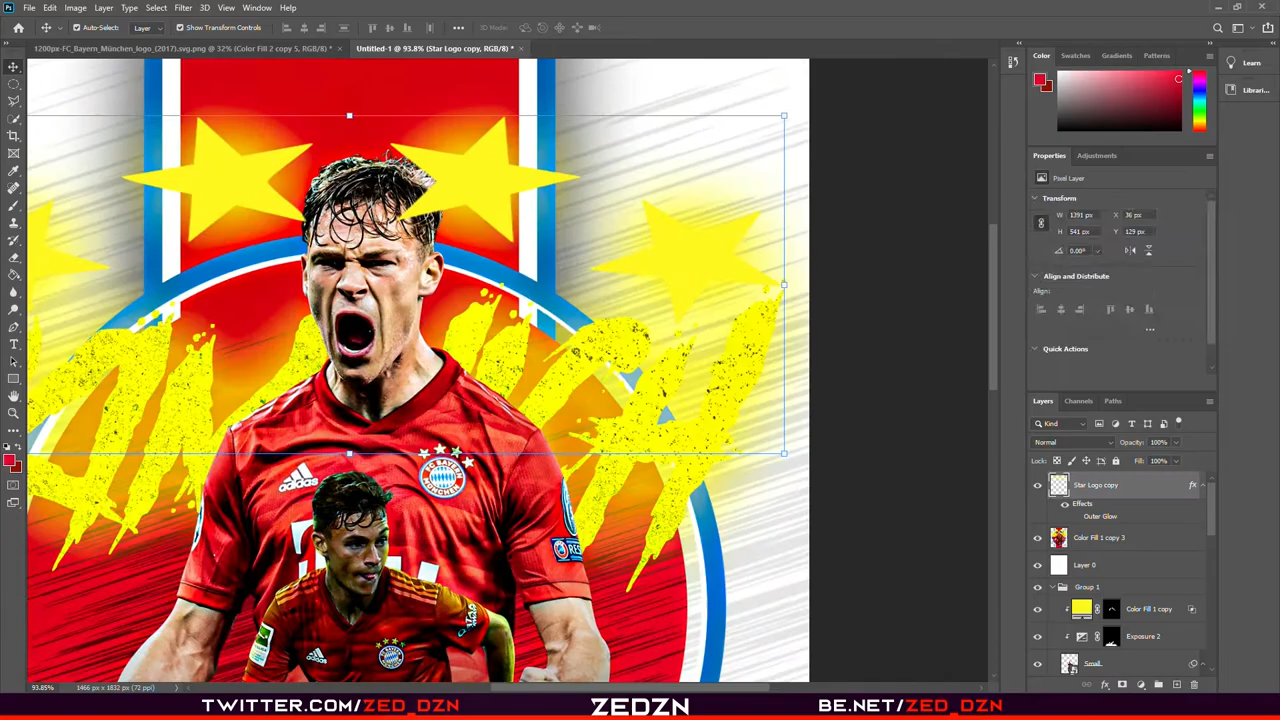 Ps File Edit Image Layer Type Select Filter 3D View Window Help
Auto-Select: Layer Show Transform Controls 3D Mode:
1200px-FC_Bayern_München_logo_(2017).svg.png @ 32% (Color Fill 2 copy 5, RGB/8) * ×
Untitled-1 @ 93.8% (Star Logo copy, RGB/8) * ×
Color Swatches Gradients Patterns
Learn
Librari...
Properties Adjustments
Pixel Layer
Transform
W 1391 px X 36 px
H 541 px Y 129 px
0.00°
Align and Distribute
Align:
Quick Actions
Layers Channels Paths
Kind
Normal Opacity: 100%
Lock: Fill: 100%
Star Logo copy fx
Effects
Outer Glow
Color Fill 1 copy 3
Layer 0
Group 1
Color Fill 1 copy
Exposure 2
Small.
adidas
FC BAYERN
MÜNCHEN
93.85% 1466 px x 1832 px (72 ppi)
TWITTER.COM/ZED_DZN ZEDZN BE.NET/ZED_DZN